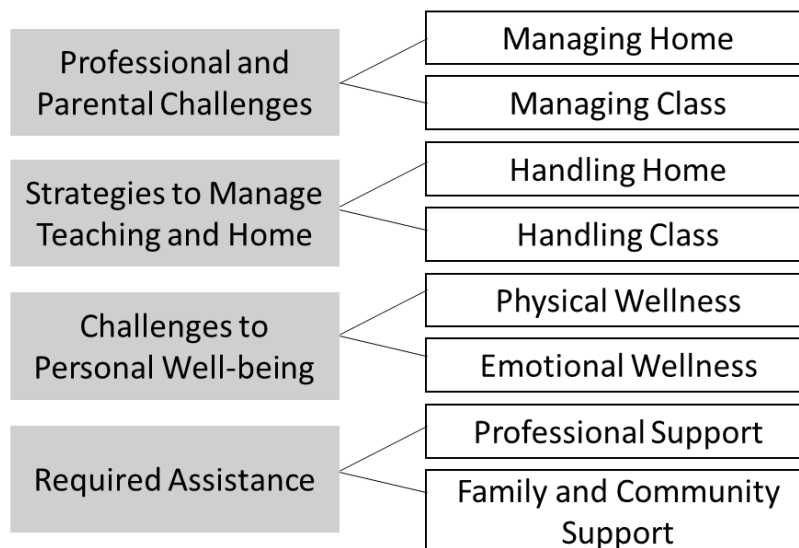 Professional and
Parental Challenges
Managing Home
Managing Class
Strategies to Manage
Teaching and Home
Handling Home
Handling Class
Challenges to
Personal Well-being
Physical Wellness
Emotional Wellness
Required Assistance
Professional Support
Family and Community
Support